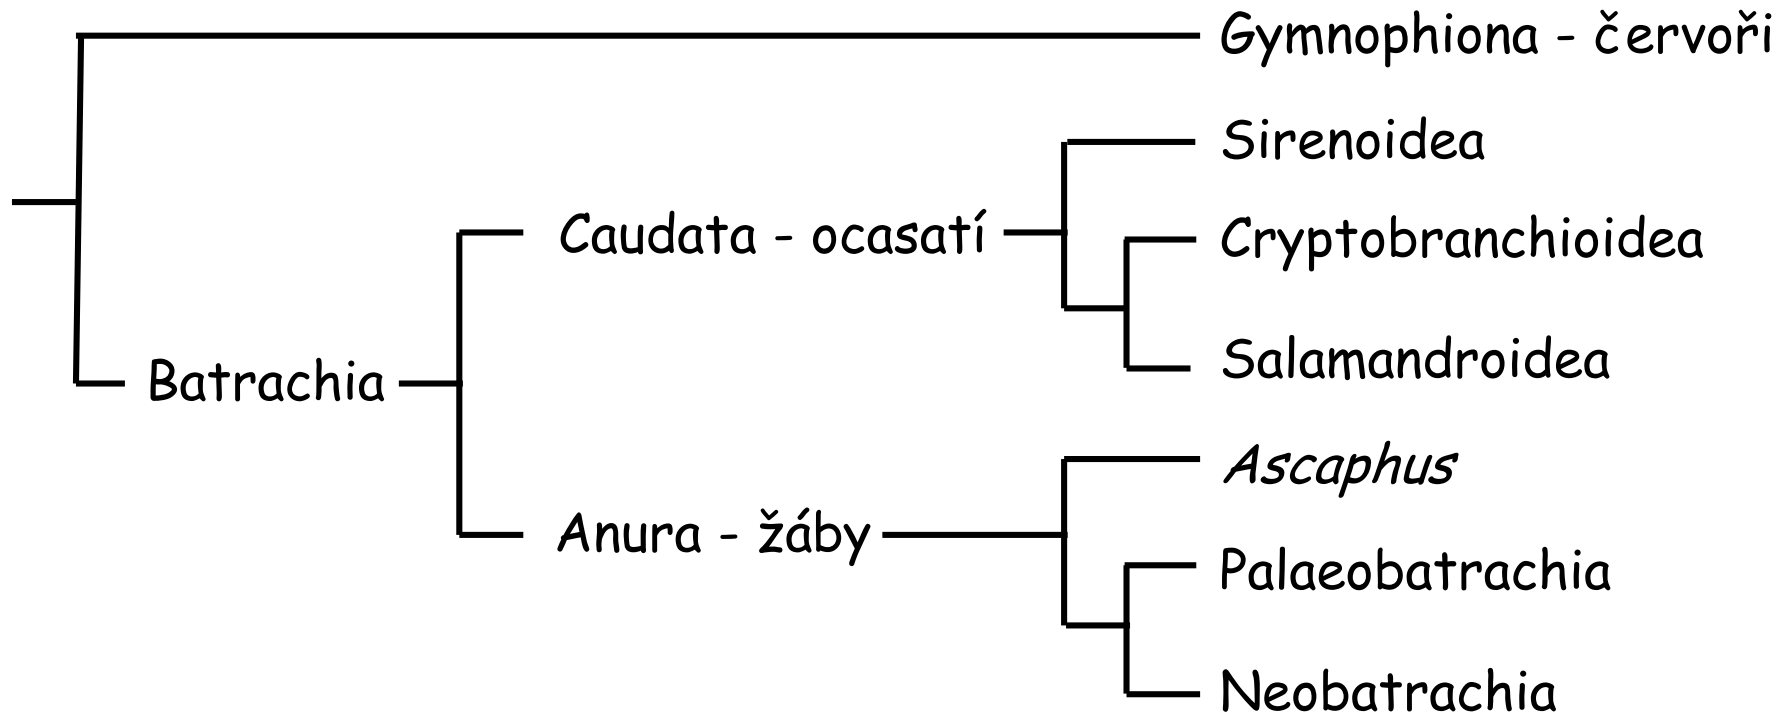 Gymnophiona - červoři
Sirenoidea
Caudata - ocasatí
Cryptobranchioidea
Salamandroidea
Batrachia
Ascaphus
Anura - žáby
Palaeobatrachia
Neobatrachia